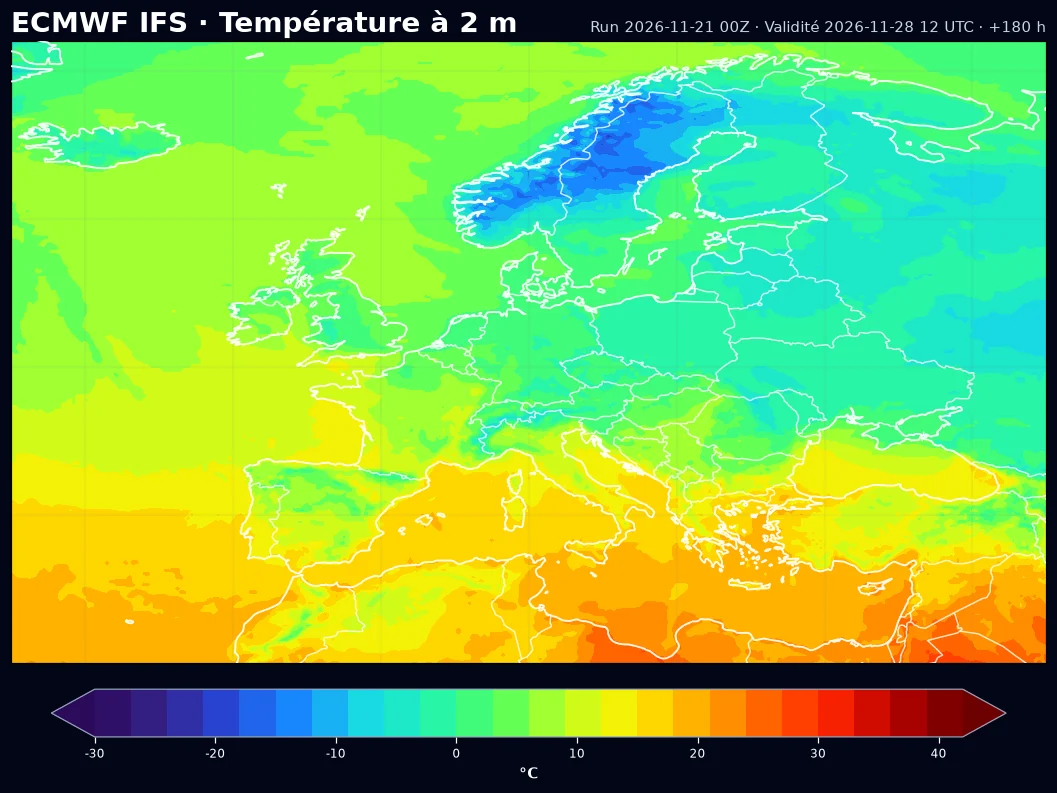 ECMWF IFS · Température à 2 m
Run 2026-11-21 00Z · Validité 2026-11-28 12 UTC · +180 h
-30 -20 -10 0 10 20 30 40
°C